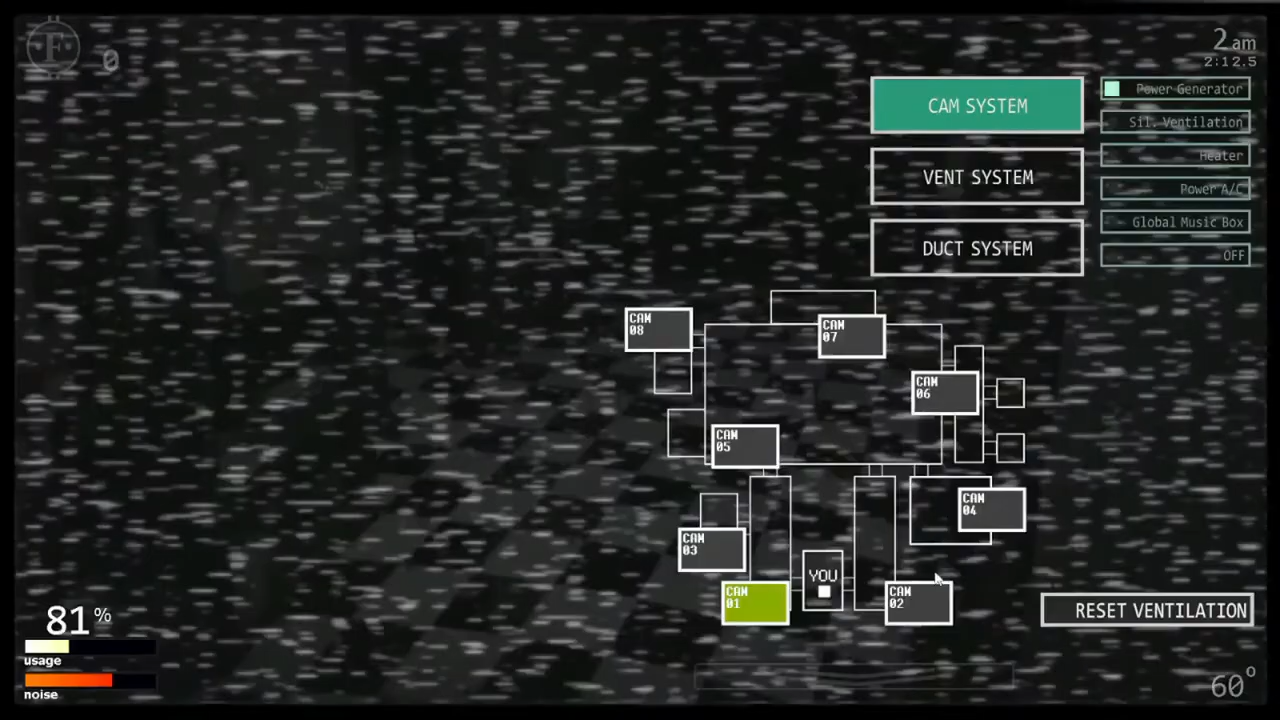 F
0
2 am
2:12.5
CAM SYSTEM
Power Generator
Sil. Ventilation
Heater
VENT SYSTEM
Power A/C
Global Music Box
DUCT SYSTEM
OFF
CAM
08
CAM
07
CAM
06
CAM
05
CAM
04
CAM
03
YOU
CAM
01
CAM
02
RESET VENTILATION
81 %
usage
noise
60°